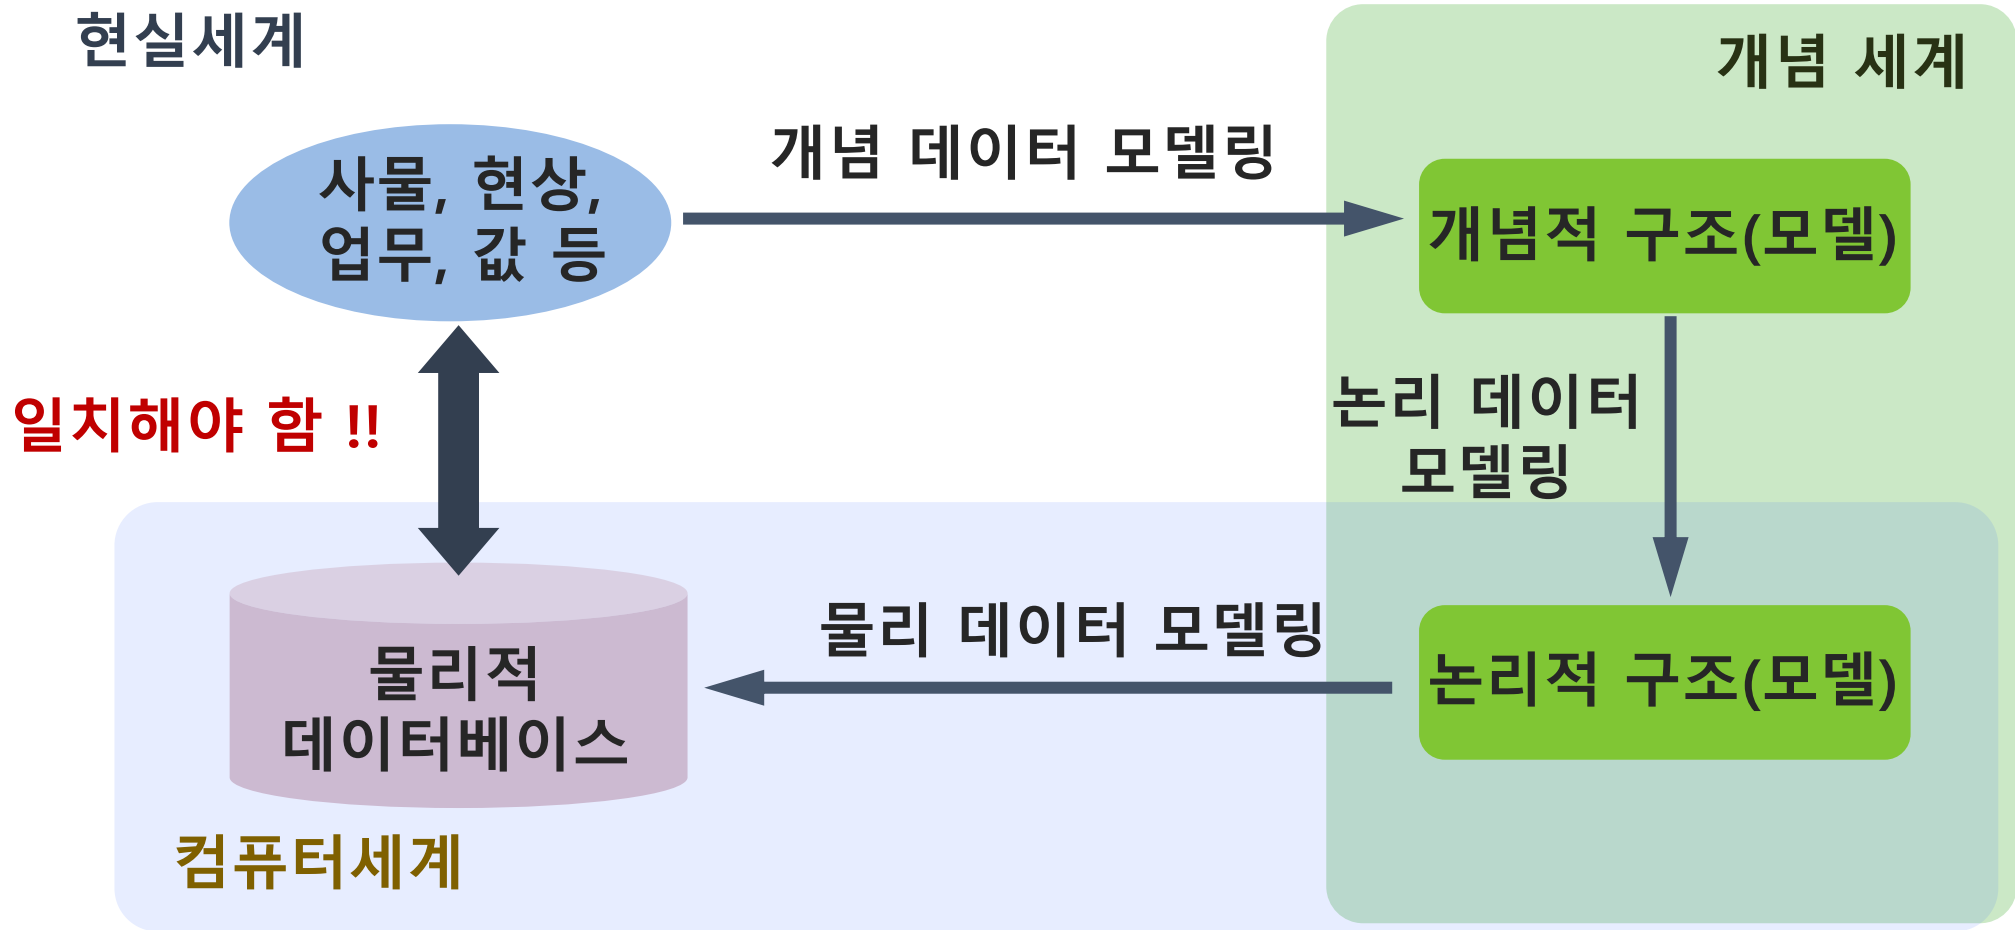 현실세계
개념 세계
개념 데이터 모델링
사물, 현상,
업무, 값 등
개념적 구조(모델)
일치해야 함 !!
논리 데이터
모델링
물리 데이터 모델링
물리적
데이터베이스
논리적 구조(모델)
컴퓨터세계